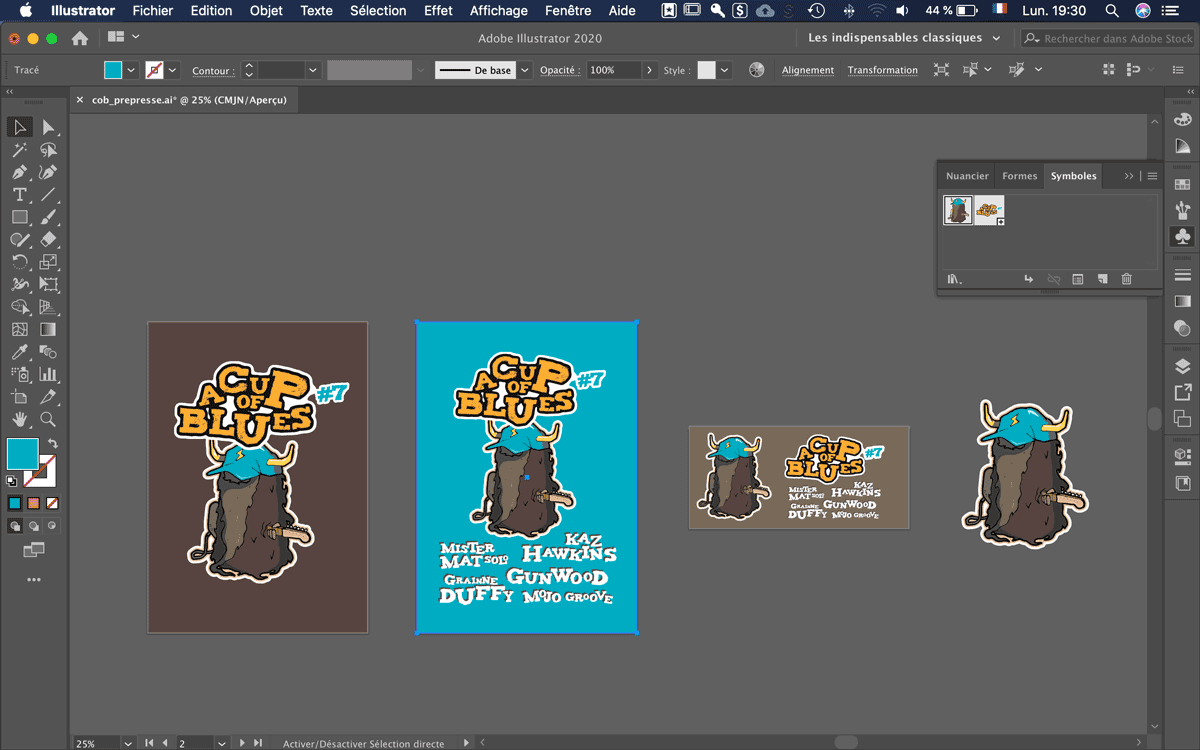 Illustrator Fichier Edition Objet Texte Sélection Effet Affichage Fenêtre Aide 44 % Lun. 19:30
Adobe Illustrator 2020 Les indispensables classiques Rechercher dans Adobe Stock
Tracé Contour : De base Opacité : 100% Style : Alignement Transformation
× cob_prepresse.ai* @ 25% (CMJN/Aperçu)
Nuancier Formes Symboles
A CUP OF BLUES #7
A CUP OF BLUES #7
MISTER MAT SOLO
KAZ HAWKINS
GRAINNE DUFFY
GUNWOOD
MOJO GROOVE
A CUP OF BLUES #7
MISTER MAT SOLO
KAZ HAWKINS
GRAINNE DUFFY
GUNWOOD
MOJO GROOVE
25% 2 Activer/Désactiver Sélection directe